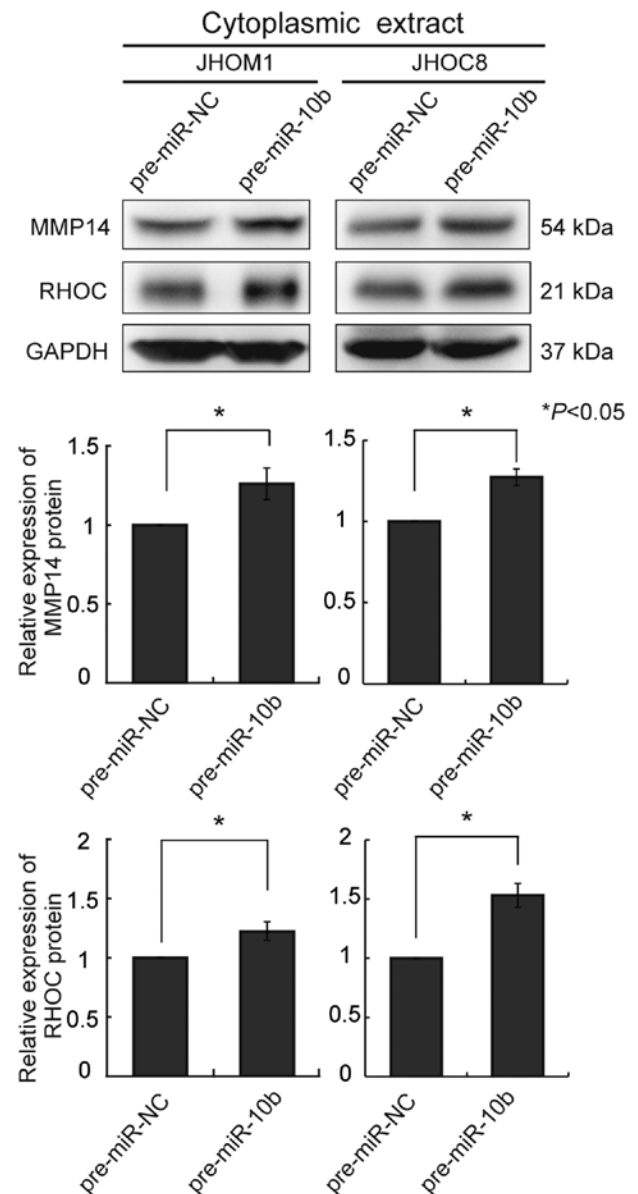 Cytoplasmic extract
JHOM1 JHOC8
pre-miR-NC pre-miR-10b pre-miR-NC pre-miR-10b
MMP14 54 kDa
RHOC 21 kDa
GAPDH 37 kDa
*P<0.05
* *
Relative expression of
MMP14 protein
1.5
1
0.5
0
1.5
1
0.5
0
pre-miR-NC pre-miR-10b pre-miR-NC pre-miR-10b
* *
Relative expression of
RHOC protein
2
1.5
1
0.5
0
2
1.5
1
0.5
0
pre-miR-NC pre-miR-10b pre-miR-NC pre-miR-10b